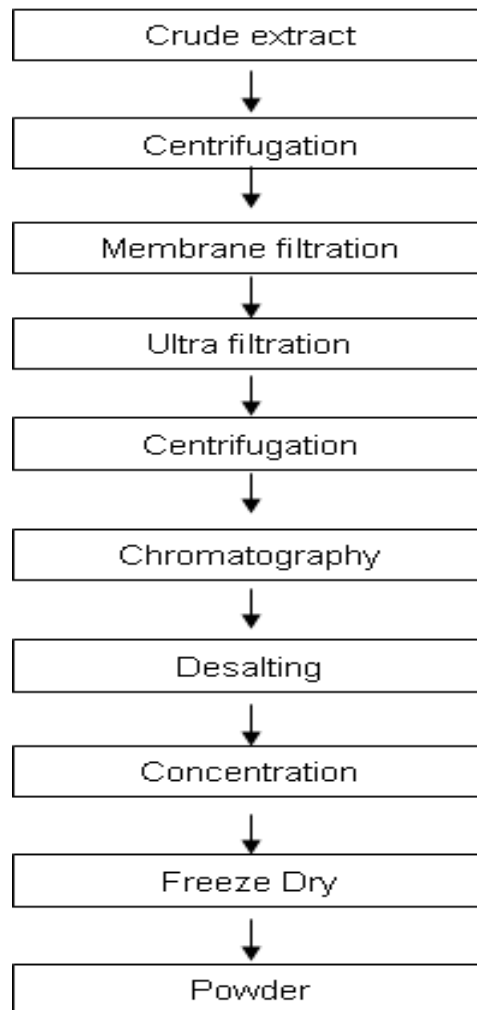 Crude extract
Centrifugation
Membrane filtration
Ultra filtration
Centrifugation
Chromatography
Desalting
Concentration
Freeze Dry
Powder